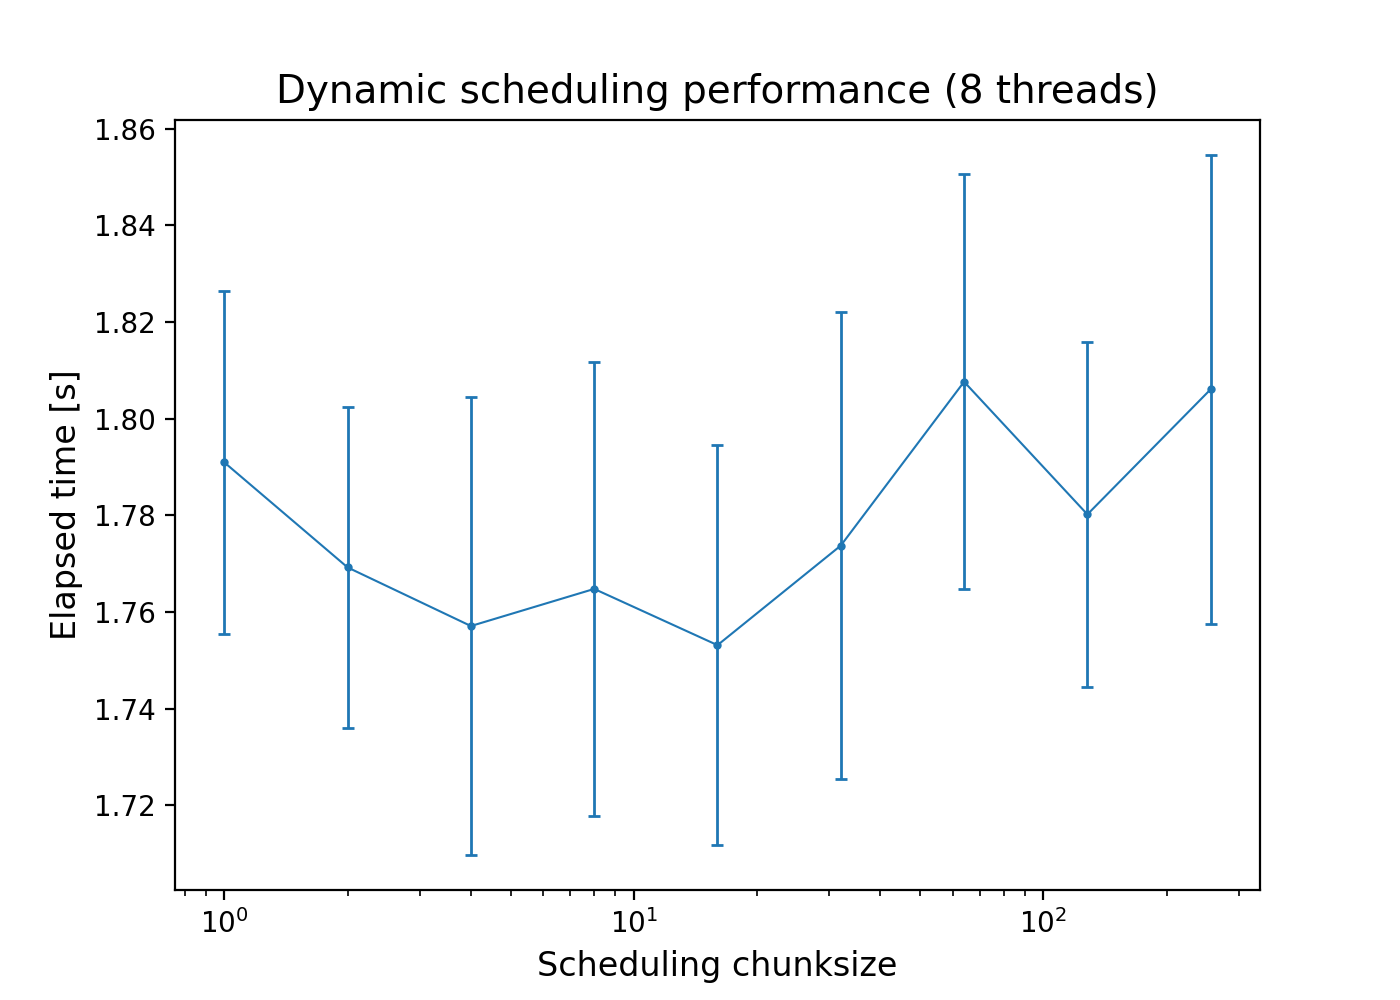 Dynamic scheduling performance (8 threads)
1.86
1.84
1.82
1.80
1.78
1.76
1.74
1.72
Elapsed time [s]
10⁰ 10¹ 10²
Scheduling chunksize